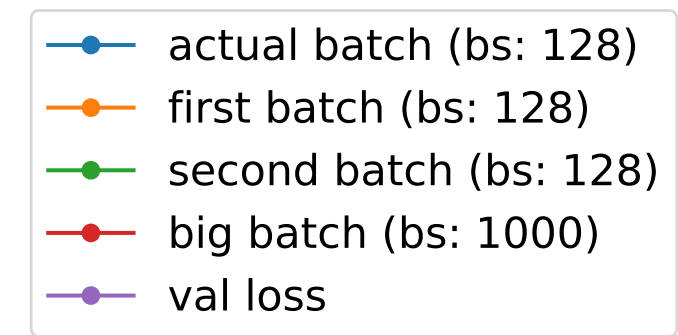 actual batch (bs: 128)
first batch (bs: 128)
second batch (bs: 128)
big batch (bs: 1000)
val loss